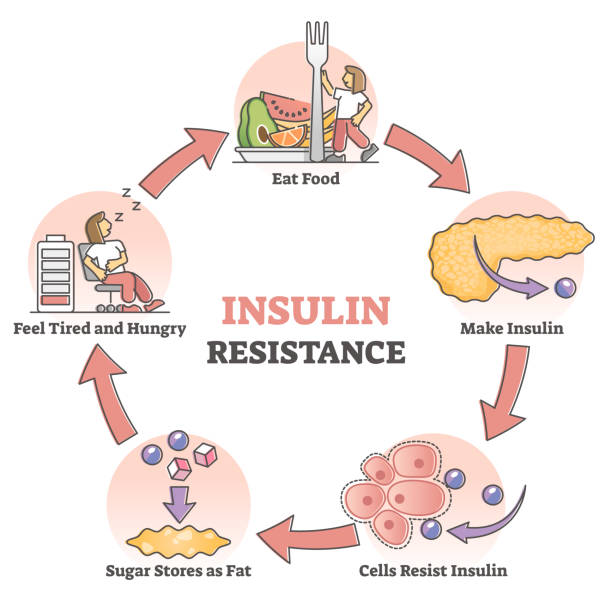 Eat Food
Make Insulin
Cells Resist Insulin
Sugar Stores as Fat
Feel Tired and Hungry
z
z
z
INSULIN
RESISTANCE